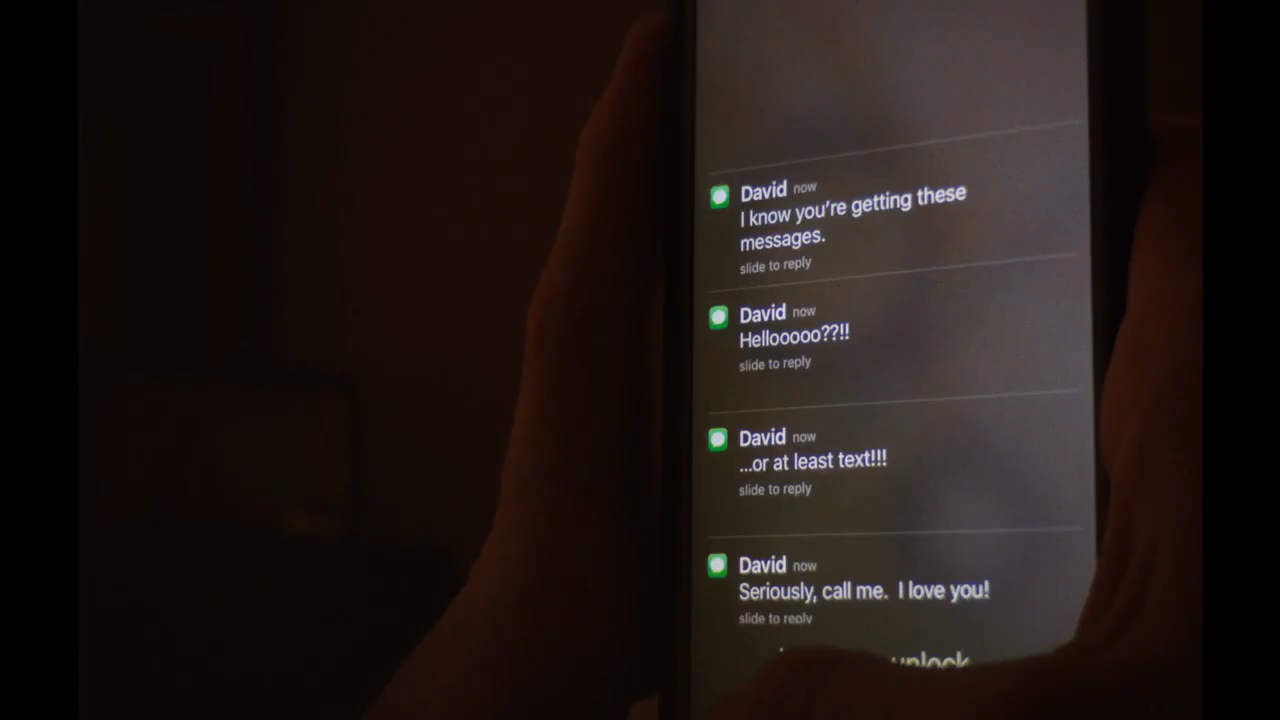 David now
I know you're getting these
messages.
slide to reply
David now
Hellooooo??!!
slide to reply
David now
...or at least text!!!
slide to reply
David now
Seriously, call me. I love you!
slide to reply
unlock